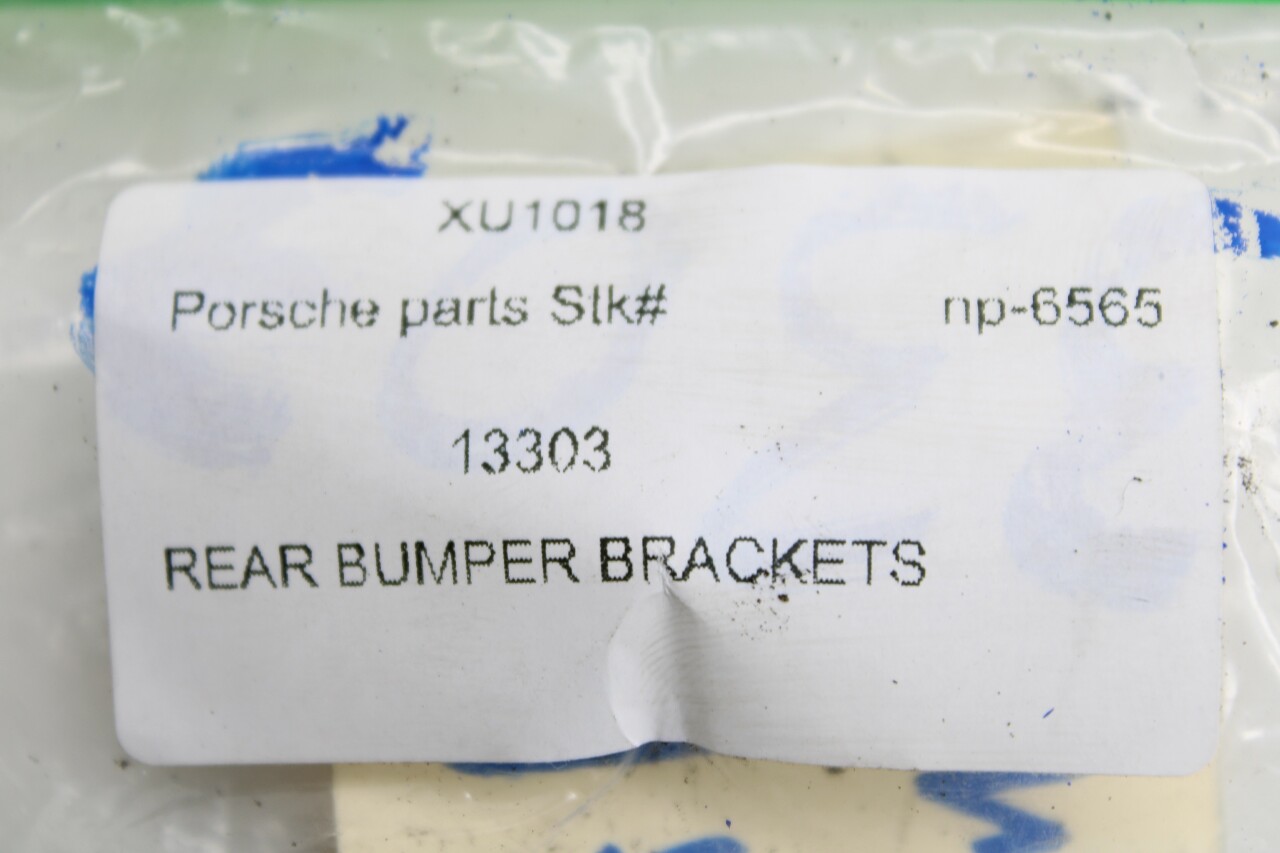 XU1018
Porsche parts Stk# np-6565
13303
REAR BUMPER BRACKETS